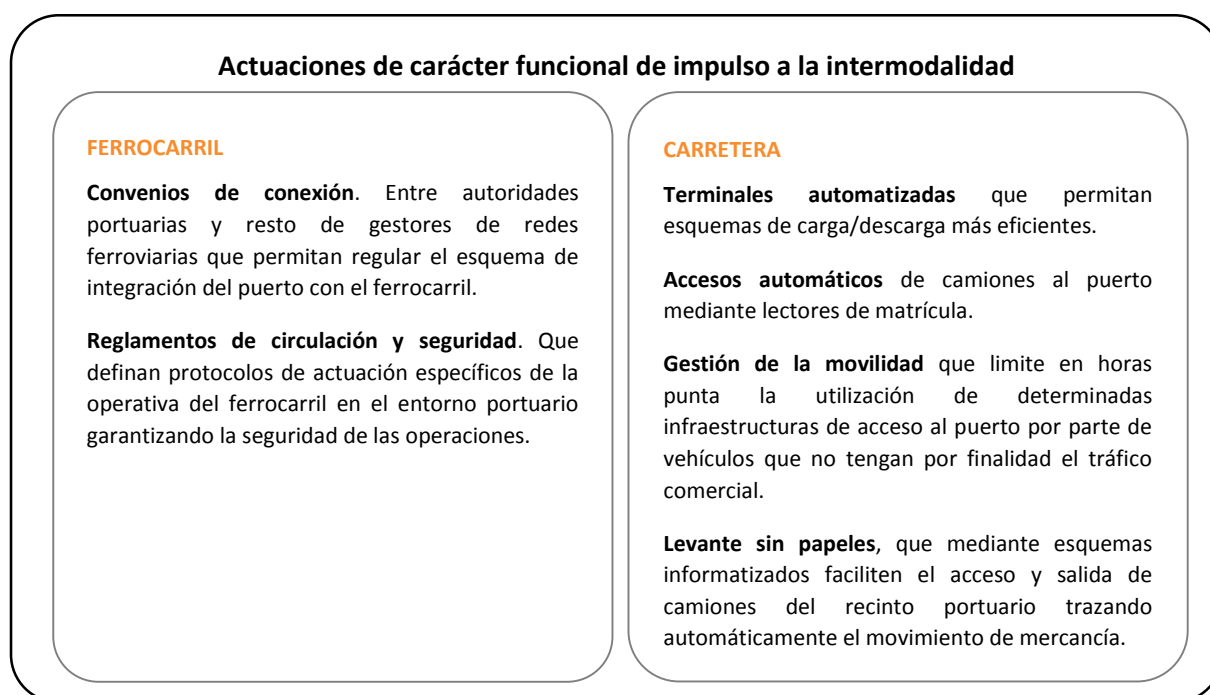 Actuaciones de carácter funcional de impulso a la intermodalidad
FERROCARRIL
Convenios de conexión. Entre autoridades
portuarias y resto de gestores de redes
ferroviarias que permitan regular el esquema de
integración del puerto con el ferrocarril.
Reglamentos de circulación y seguridad. Que
definan protocolos de actuación específicos de la
operativa del ferrocarril en el entorno portuario
garantizando la seguridad de las operaciones.
CARRETERA
Terminales automatizadas que permitan
esquemas de carga/descarga más eficientes.
Accesos automáticos de camiones al puerto
mediante lectores de matrícula.
Gestión de la movilidad que limite en horas
punta la utilización de determinadas
infraestructuras de acceso al puerto por parte de
vehículos que no tengan por finalidad el tráfico
comercial.
Levante sin papeles, que mediante esquemas
informatizados faciliten el acceso y salida de
camiones del recinto portuario trazando
automáticamente el movimiento de mercancía.